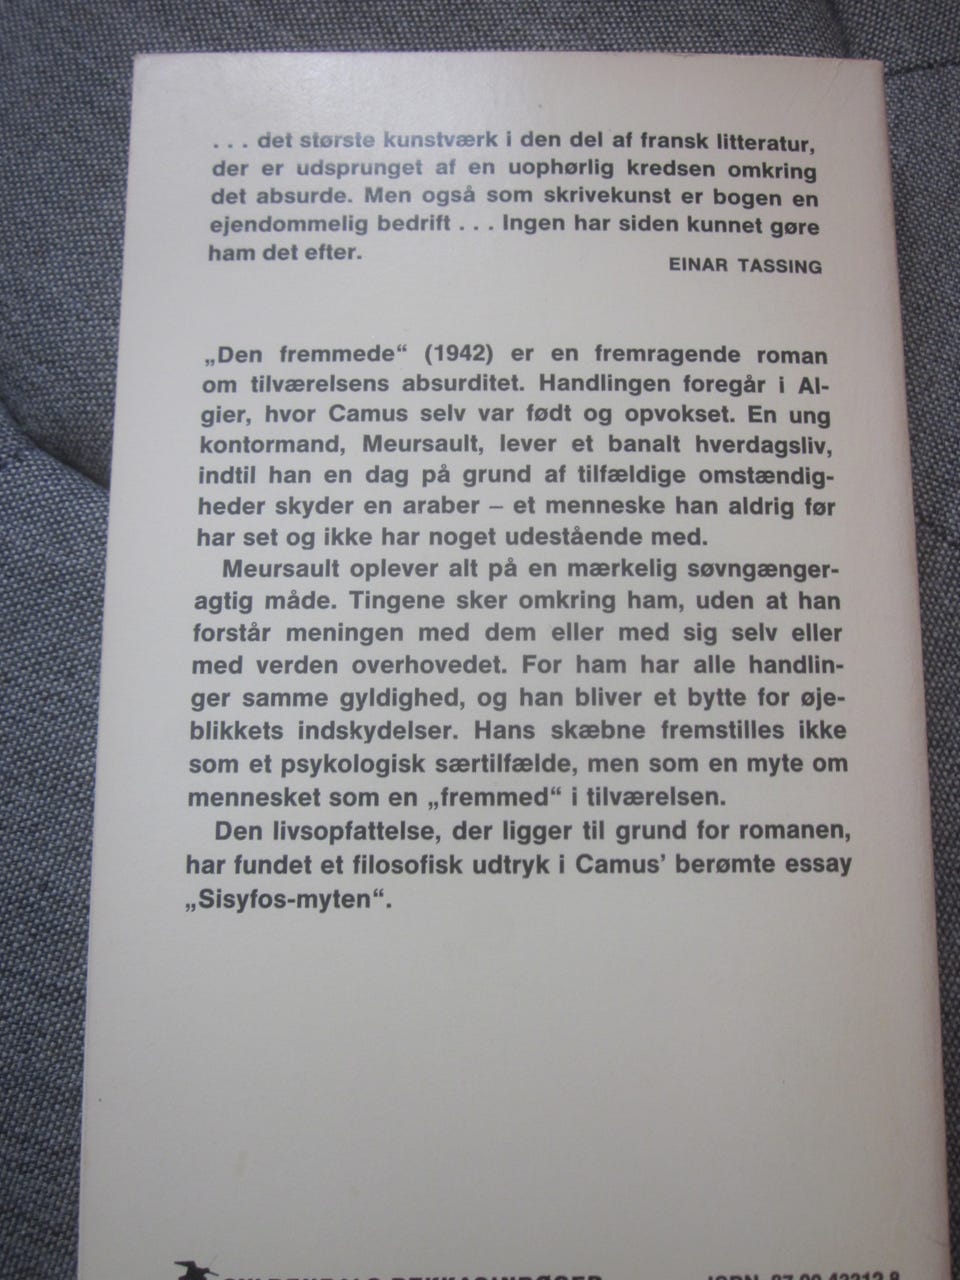 ... det største kunstværk i den del af fransk litteratur,
der er udsprunget af en uophørlig kredsen omkring
det absurde. Men også som skrivekunst er bogen en
ejendommelig bedrift ... Ingen har siden kunnet gøre
ham det efter.
EINAR TASSING
„Den fremmede“ (1942) er en fremragende roman
om tilværelsens absurditet. Handlingen foregår i Al-
gier, hvor Camus selv var født og opvokset. En ung
kontormand, Meursault, lever et banalt hverdagsliv,
indtil han en dag på grund af tilfældige omstændig-
heder skyder en araber – et menneske han aldrig før
har set og ikke har noget udestående med.
Meursault oplever alt på en mærkelig søvngænger-
agtig måde. Tingene sker omkring ham, uden at han
forstår meningen med dem eller med sig selv eller
med verden overhovedet. For ham har alle handlin-
ger samme gyldighed, og han bliver et bytte for øje-
blikkets indskydelser. Hans skæbne fremstilles ikke
som et psykologisk særtilfælde, men som en myte om
mennesket som en „fremmed“ i tilværelsen.
Den livsopfattelse, der ligger til grund for romanen,
har fundet et filosofisk udtryk i Camus’ berømte essay
„Sisyfos-myten“.
GYLDENDALS BEKKASINBØGER
ISBN